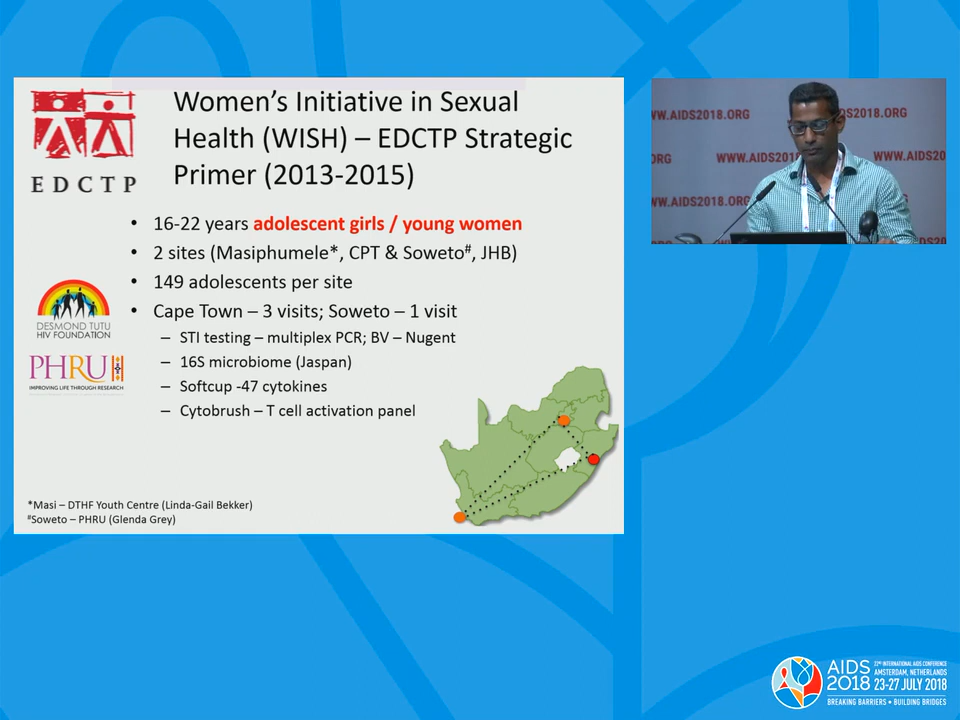 Women's Initiative in Sexual
Health (WISH) – EDCTP Strategic
Primer (2013-2015)
EDCTP
• 16-22 years adolescent girls / young women
• 2 sites (Masiphumele*, CPT & Soweto#, JHB)
• 149 adolescents per site
• Cape Town – 3 visits; Soweto – 1 visit
– STI testing – multiplex PCR; BV – Nugent
– 16S microbiome (Jaspan)
– Softcup -47 cytokines
– Cytobrush – T cell activation panel
DESMOND TUTU
HIV FOUNDATION
PHRU
IMPROVING LIFE THROUGH RESEARCH
*Masi – DTHF Youth Centre (Linda-Gail Bekker)
#Soweto – PHRU (Glenda Grey)
WW.AIDS2018.ORG
DS2018.ORG
ORG
WWW.AIDS2018
WWW.AIDS20
WW.AIDS2018.ORG
DS20
AIDS
2018
22ND INTERNATIONAL AIDS CONFERENCE
AMSTERDAM, NETHERLANDS
23-27 JULY 2018
BREAKING BARRIERS • BUILDING BRIDGES